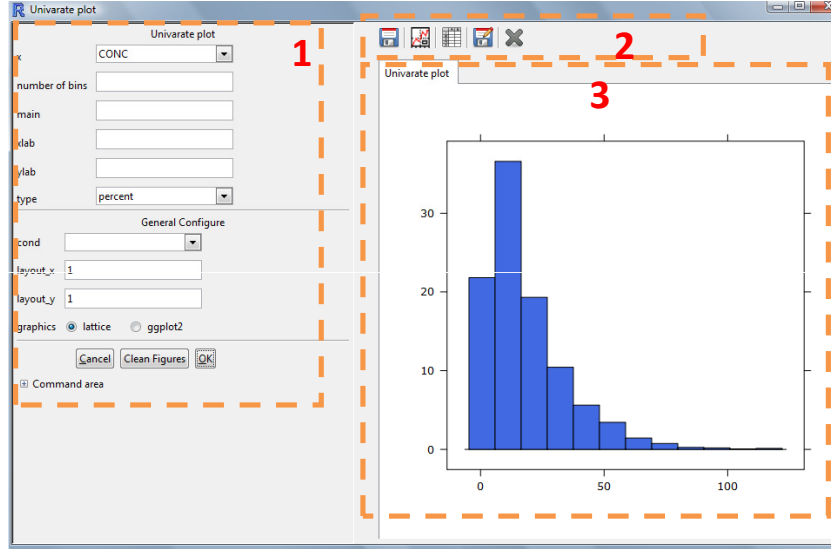 Univarate plot
Univarate plot
1
x CONC
number of bins
main
xlab
ylab
type percent
General Configure
cond
layout_x 1
layout_y 1
graphics lattice ggplot2
Cancel Clean Figures OK
Command area
2
Univarate plot
3
30
20
10
0
0 50 100